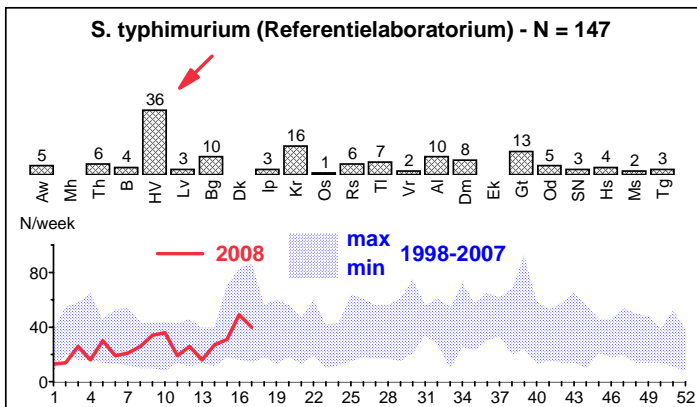 S. typhimurium (Referentielaboratorium) - N = 147
5 6 4 36 3 10 3 16 1 6 7 2 10 8 13 5 3 4 2 3
Aw Mh Th B HV Lv Bg Dk Ip Kr Os Rs Tl Vr Al Dm Ek Gt Od SN Hs Ms Tg
N/week
2008 max 1998-2007
min
80
40
0
1 4 7 10 13 16 19 22 25 28 31 34 37 40 43 46 49 52